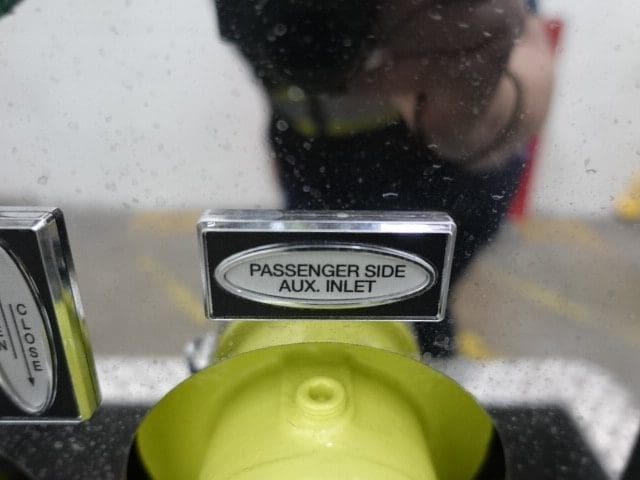 PASSENGER SIDE
AUX. INLET
CLOSE